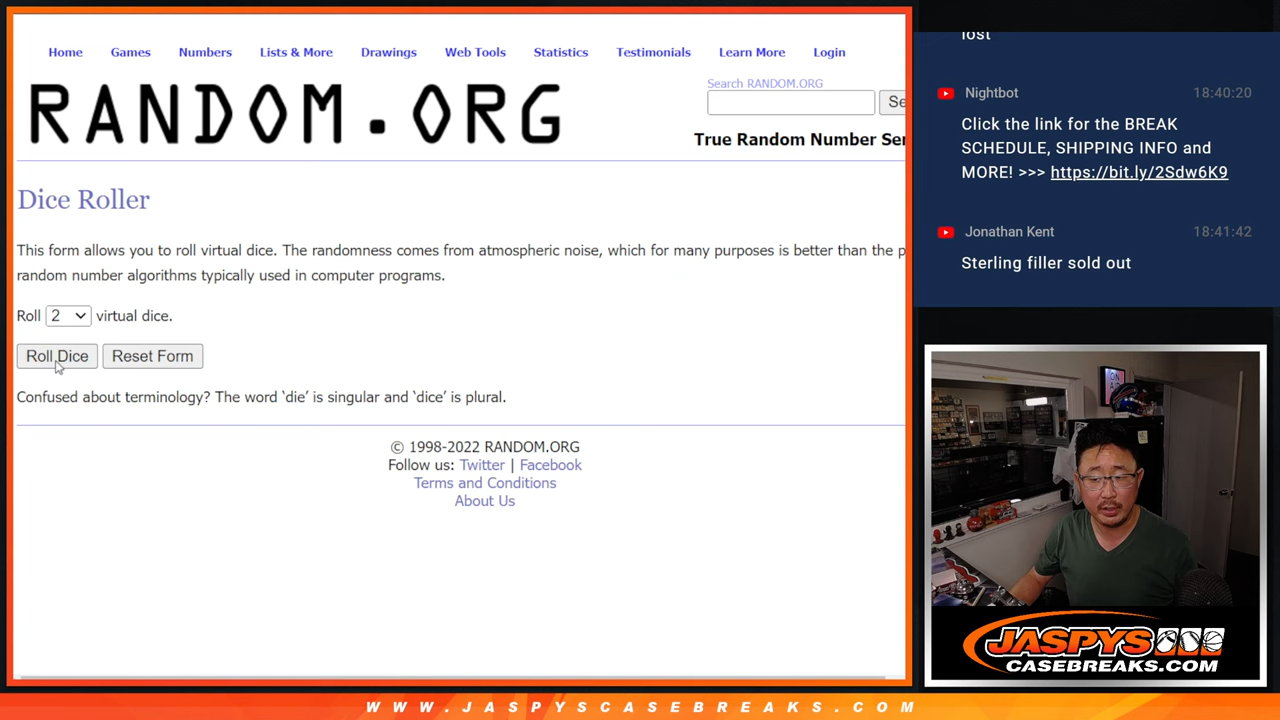 Home Games Numbers Lists & More Drawings Web Tools Statistics Testimonials Learn More Login
RANDOM.ORG
Search RANDOM.ORG
Se
True Random Number Ser
Dice Roller
This form allows you to roll virtual dice. The randomness comes from atmospheric noise, which for many purposes is better than the p
random number algorithms typically used in computer programs.
Roll 2 virtual dice.
Roll Dice Reset Form
Confused about terminology? The word ‘die’ is singular and ‘dice’ is plural.
© 1998-2022 RANDOM.ORG
Follow us: Twitter | Facebook
Terms and Conditions
About Us
lost
Nightbot 18:40:20
Click the link for the BREAK
SCHEDULE, SHIPPING INFO and
MORE! >>> https://bit.ly/2Sdw6K9
Jonathan Kent 18:41:42
Sterling filler sold out
ON
JASPYS
CASEBREAKS.COM
WWW.JASPYSCASEBREAKS.COM